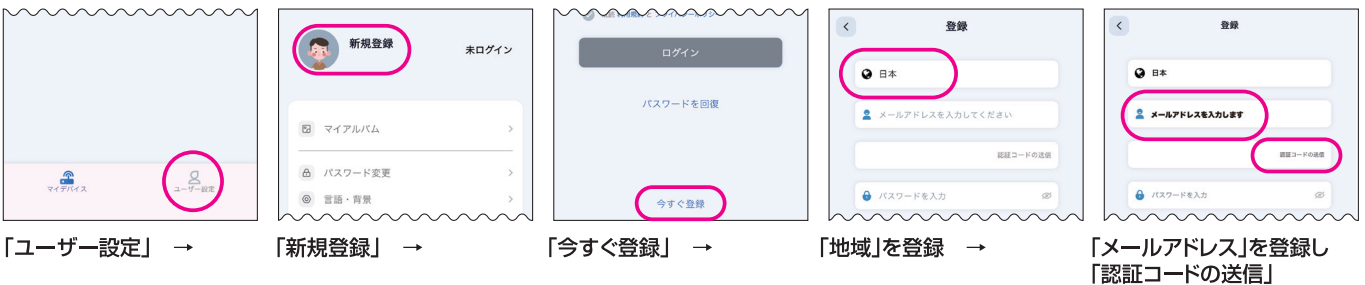 マイデバイス
ユーザー設定
「ユーザー設定」 →
新規登録
未ログイン
マイアルバム
パスワード変更
言語・背景
「新規登録」 →
ログイン
パスワードを回復
今すぐ登録
「今すぐ登録」 →
登録
日本
メールアドレスを入力してください
認証コードの送信
パスワードを入力
「地域」を登録 →
登録
日本
メールアドレスを入力します
認証コードの送信
パスワードを入力
「メールアドレス」を登録し
「認証コードの送信」